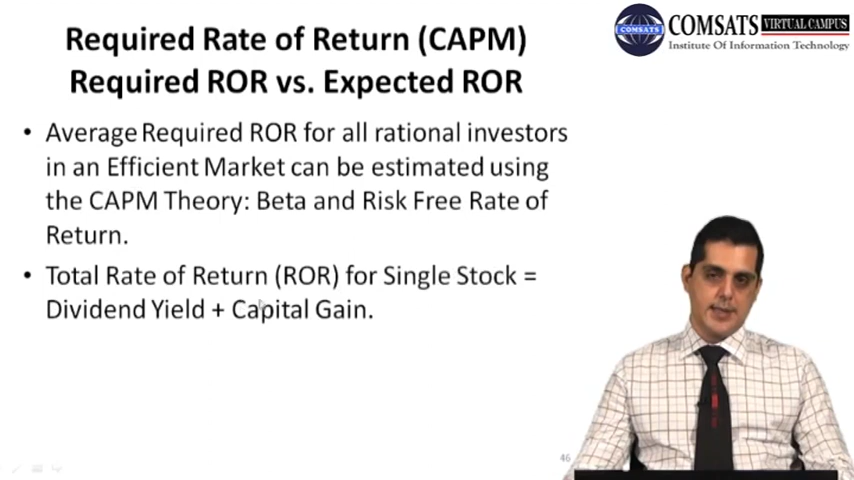 Required Rate of Return (CAPM)
Required ROR vs. Expected ROR
COMSATS
COMSATS VIRTUAL CAMPUS
Institute Of Information Technology
• Average Required ROR for all rational investors
in an Efficient Market can be estimated using
the CAPM Theory: Beta and Risk Free Rate of
Return.
• Total Rate of Return (ROR) for Single Stock =
Dividend Yield + Capital Gain.
46